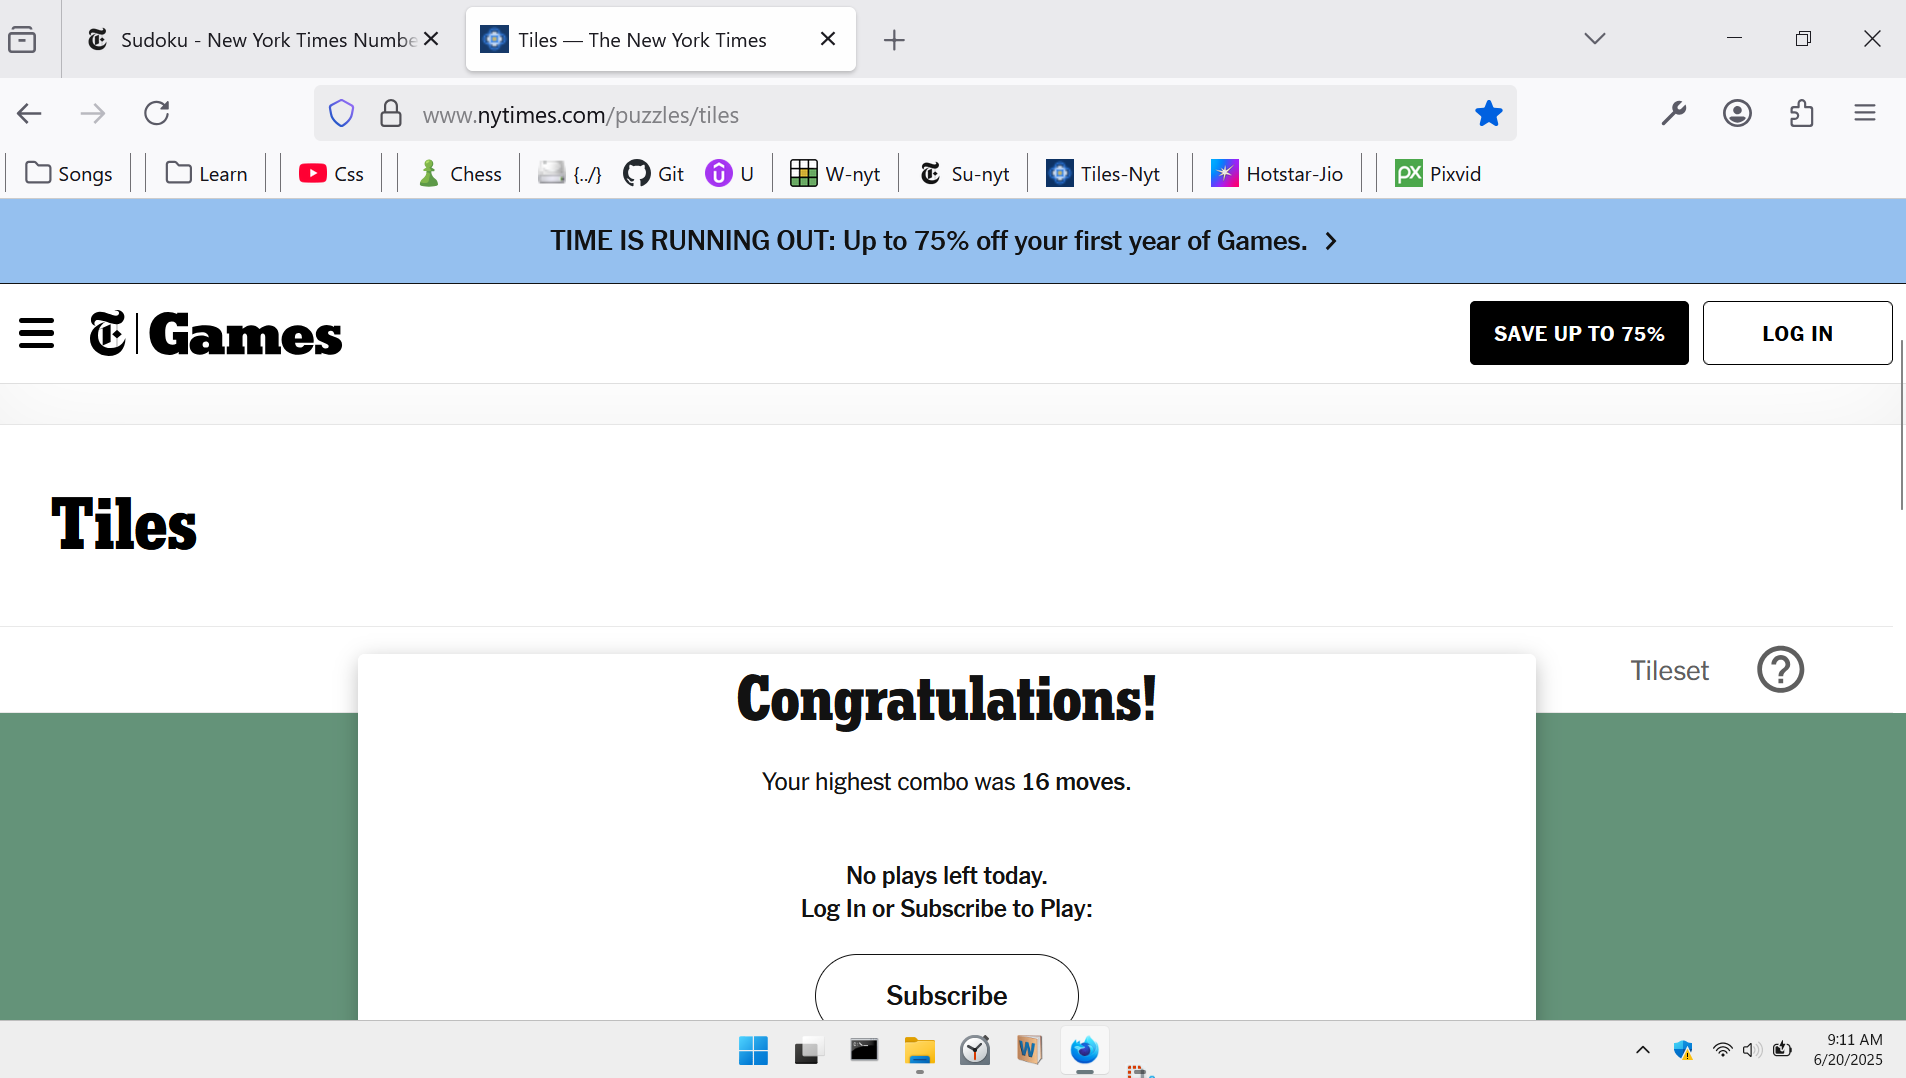 Sudoku - New York Times Numbe
Tiles — The New York Times
www.nytimes.com/puzzles/tiles
Songs Learn Css Chess {../} Git U W-nyt Su-nyt Tiles-Nyt Hotstar-Jio Pixvid
TIME IS RUNNING OUT: Up to 75% off your first year of Games.
Games
SAVE UP TO 75%
LOG IN
Tiles
Tileset
Congratulations!
Your highest combo was 16 moves.
No plays left today.
Log In or Subscribe to Play:
Subscribe
9:11 AM
6/20/2025